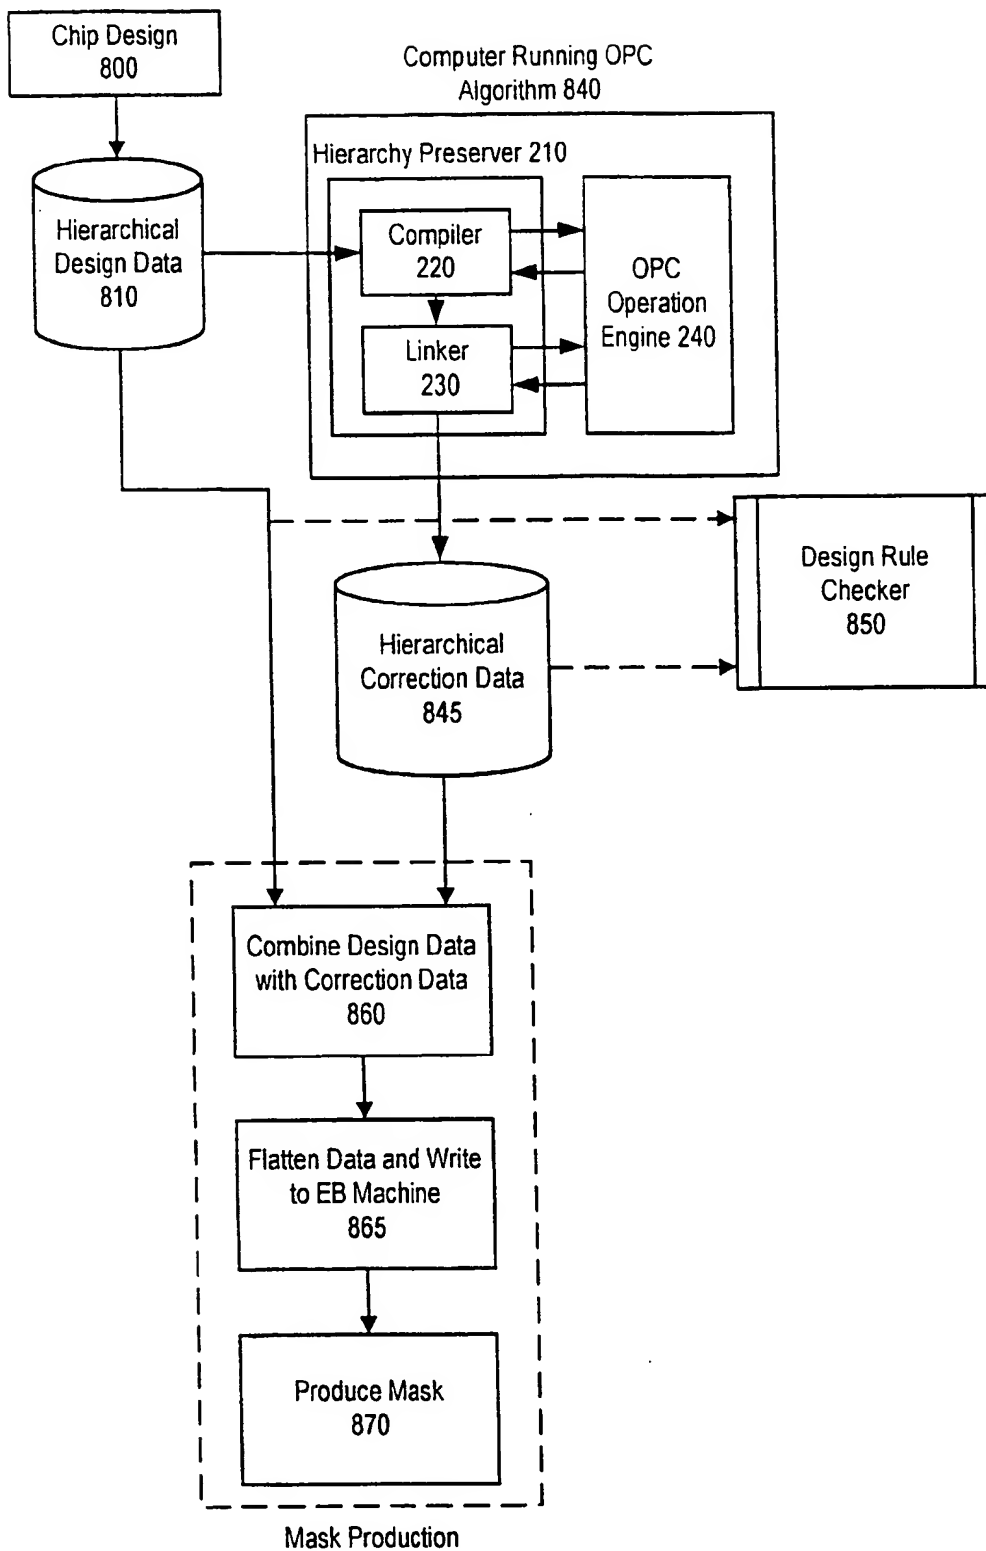 Chip Design
800
Computer Running OPC
Algorithm 840
Hierarchy Preserver 210
Hierarchical
Design Data
810
Compiler
220
OPC
Operation
Engine 240
Linker
230
Design Rule
Checker
850
Hierarchical
Correction Data
845
Combine Design Data
with Correction Data
860
Flatten Data and Write
to EB Machine
865
Produce Mask
870
Mask Production